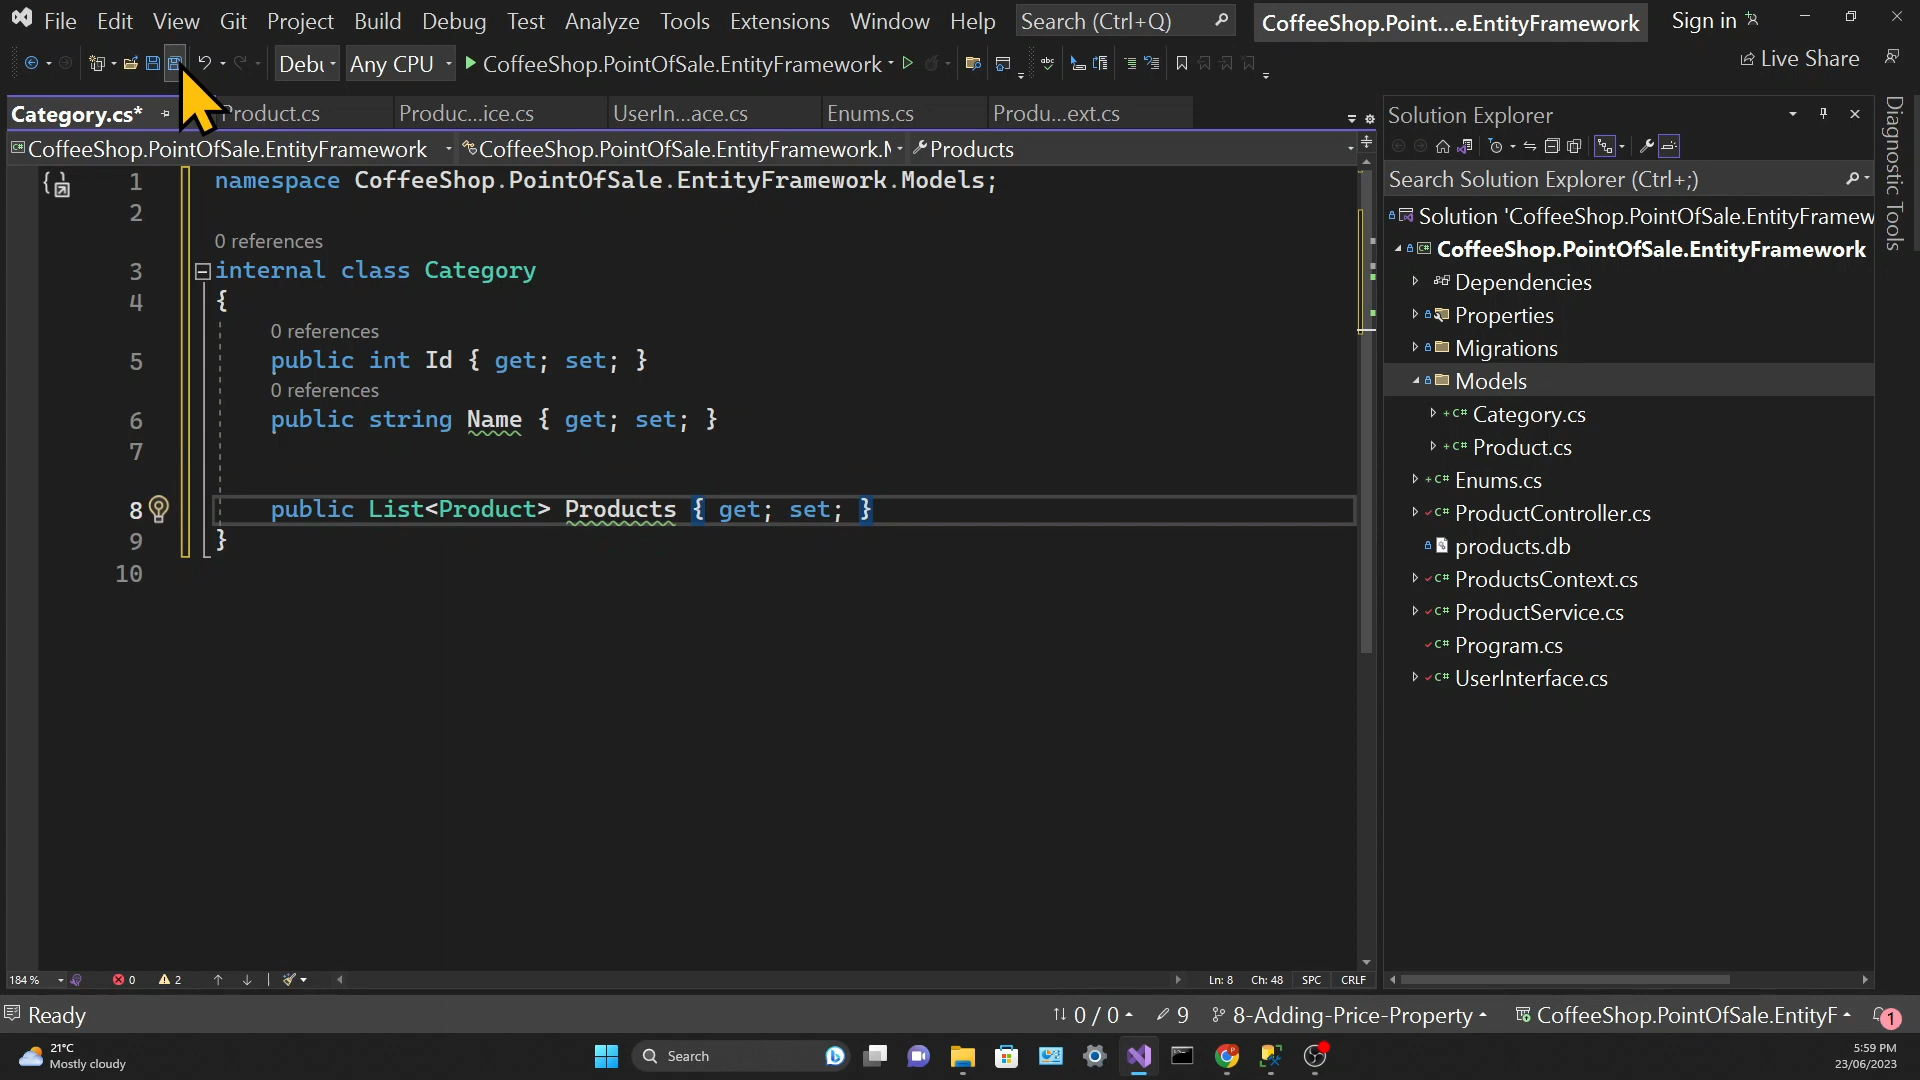 File Edit View Git Project Build Debug Test Analyze Tools Extensions Window Help Search (Ctrl+Q) CoffeeShop.Point...e.EntityFramework Sign in
Debu Any CPU CoffeeShop.PointOfSale.EntityFramework Live Share
Category.cs* Product.cs Produc...ice.cs UserIn...ace.cs Enums.cs Produ...ext.cs
CoffeeShop.PointOfSale.EntityFramework CoffeeShop.PointOfSale.EntityFramework.M Products
1 namespace CoffeeShop.PointOfSale.EntityFramework.Models;
2
0 references
3 internal class Category
4 {
0 references
5 public int Id { get; set; }
0 references
6 public string Name { get; set; }
7
8 public List<Product> Products { get; set; }
9 }
10
184 % 0 2 Ln: 8 Ch: 48 SPC CRLF
Solution Explorer
Search Solution Explorer (Ctrl+;)
Solution 'CoffeeShop.PointOfSale.EntityFramew
CoffeeShop.PointOfSale.EntityFramework
Dependencies
Properties
Migrations
Models
Category.cs
Product.cs
Enums.cs
ProductController.cs
products.db
ProductsContext.cs
ProductService.cs
Program.cs
UserInterface.cs
Diagnostic Tools
Ready 0 / 0 9 8-Adding-Price-Property CoffeeShop.PointOfSale.EntityF 1
21°C
Mostly cloudy
Search
5:59 PM
23/06/2023